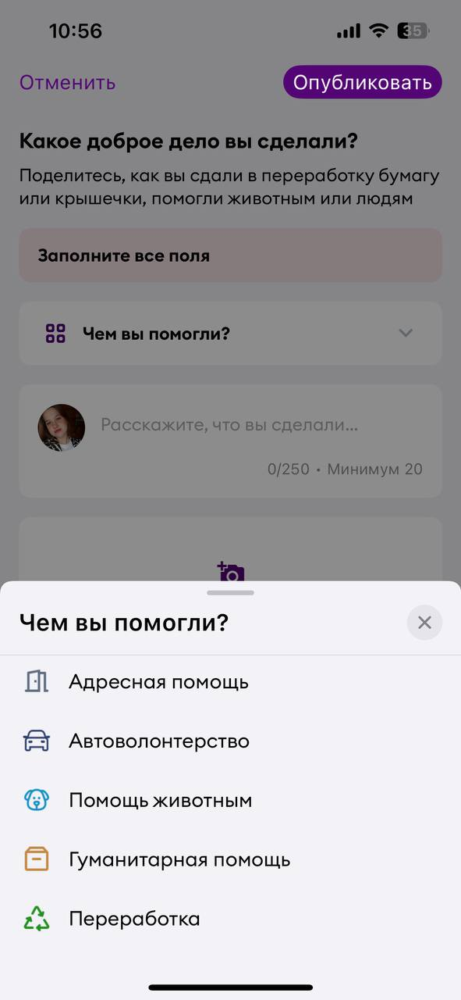 10:56
35
Отменить
Опубликовать
Какое доброе дело вы сделали?
Поделитесь, как вы сдали в переработку бумагу
или крышечки, помогли животным или людям
Заполните все поля
Чем вы помогли?
Расскажите, что вы сделали...
0/250 • Минимум 20
Чем вы помогли?
Адресная помощь
Автоволонтерство
Помощь животным
Гуманитарная помощь
Переработка